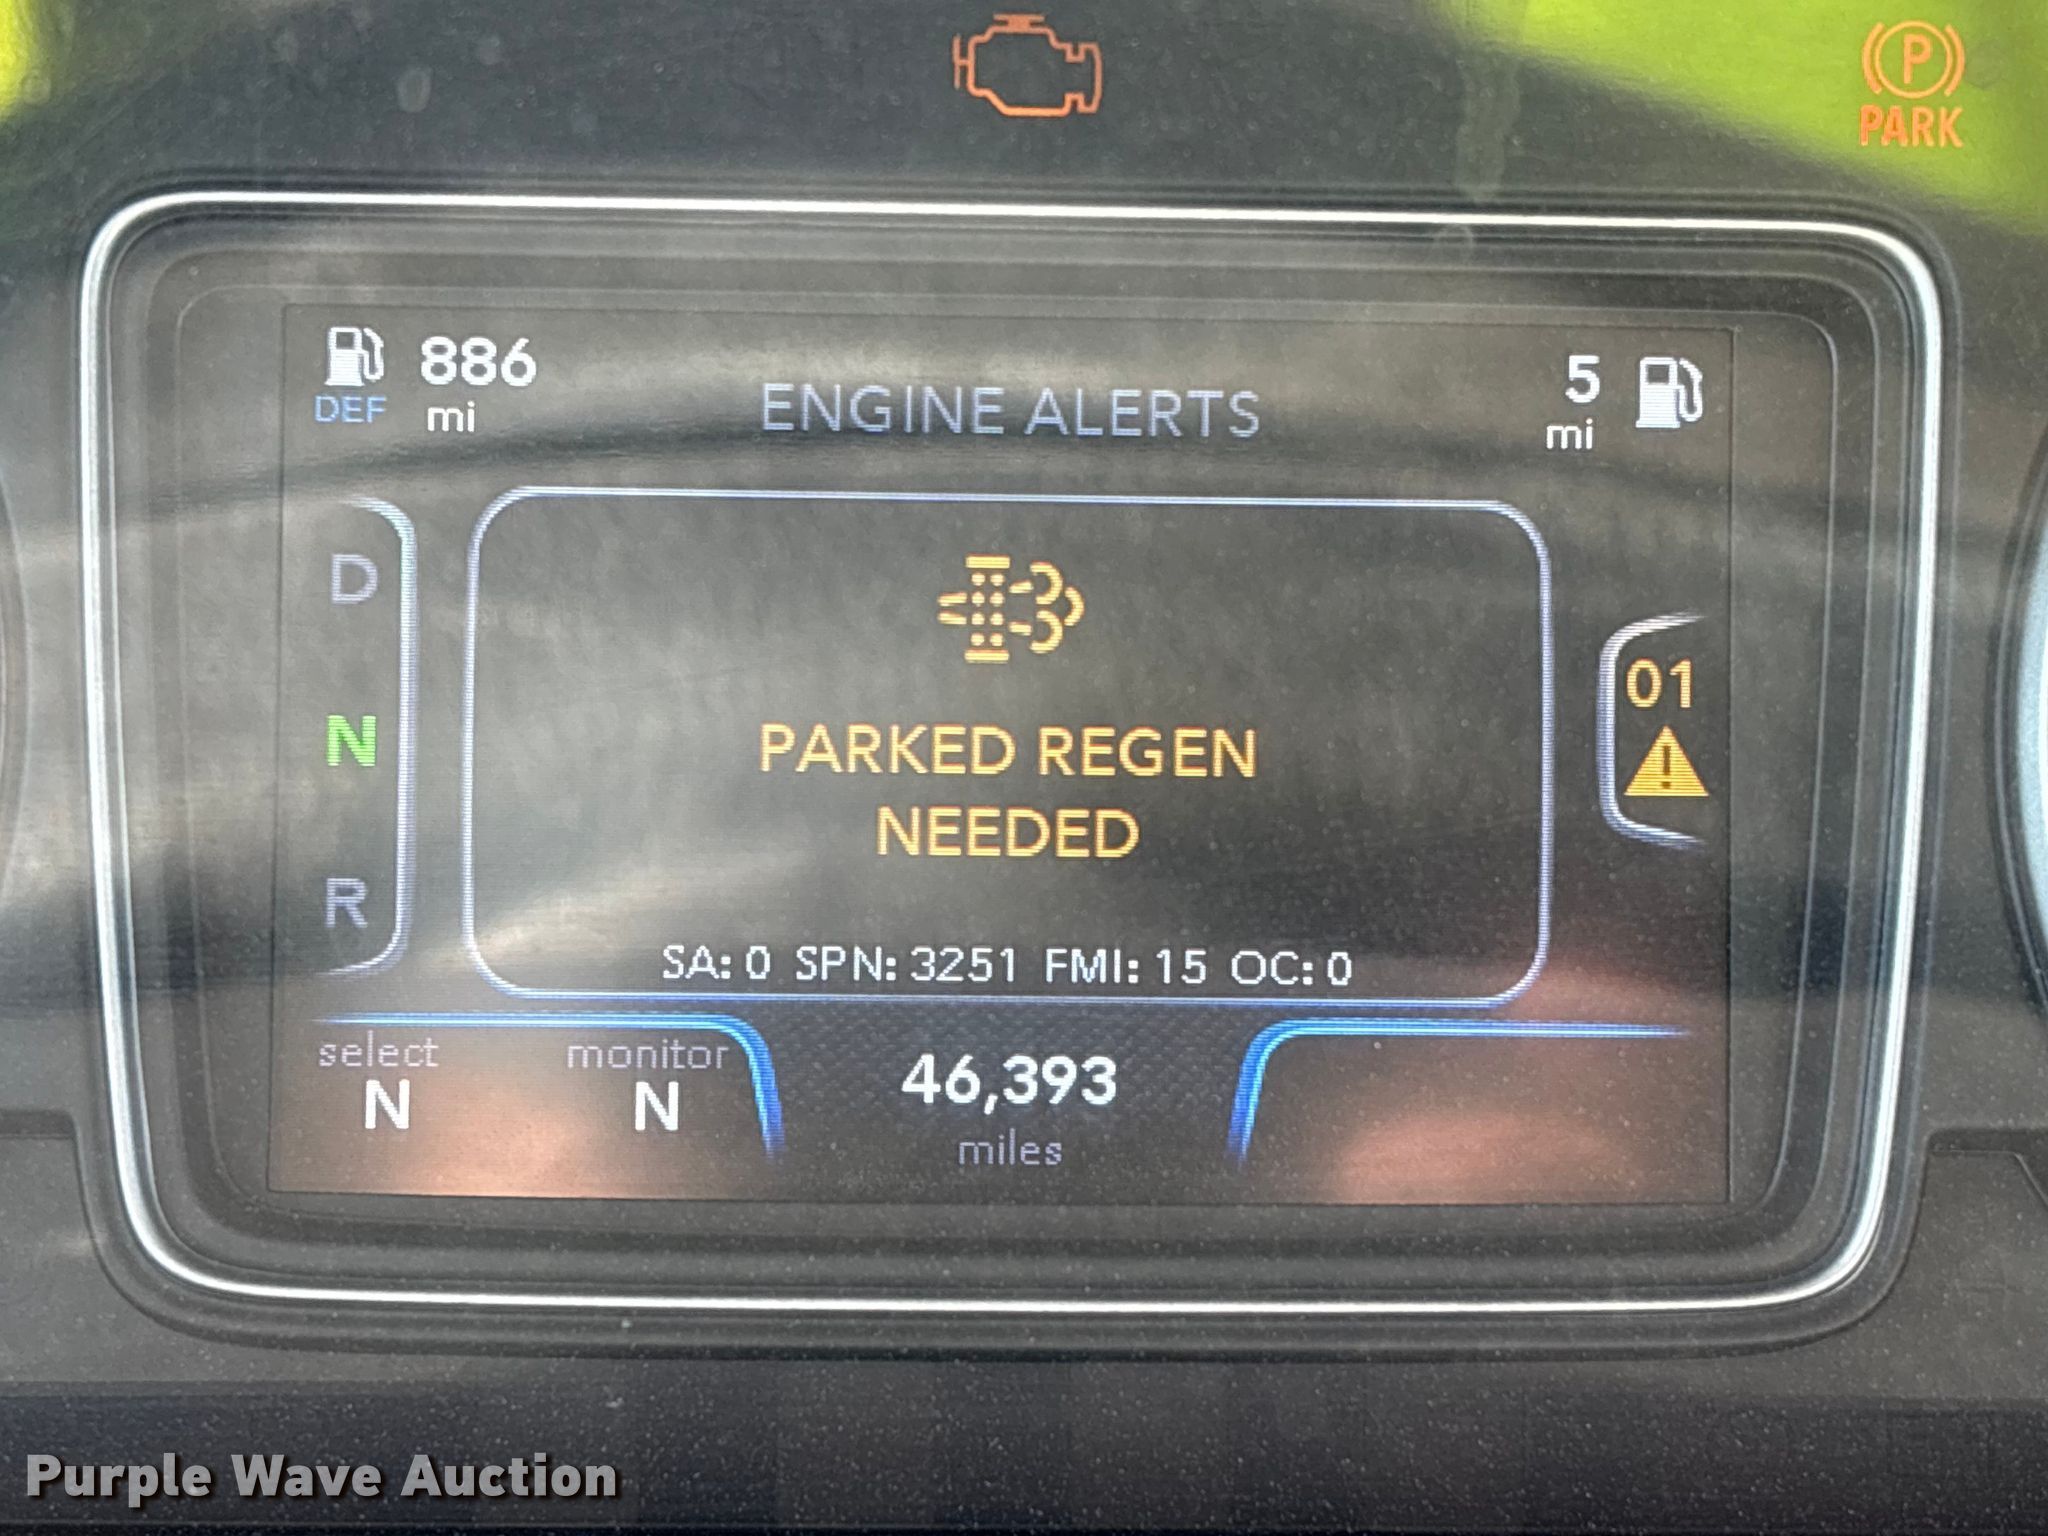 P
PARK
DEF
886
mi
ENGINE ALERTS
5
mi
D
N
R
PARKED REGEN
NEEDED
01
SA: 0 SPN: 3251 FMI: 15 OC: 0
select
N
monitor
N
46,393
miles
Purple Wave Auction